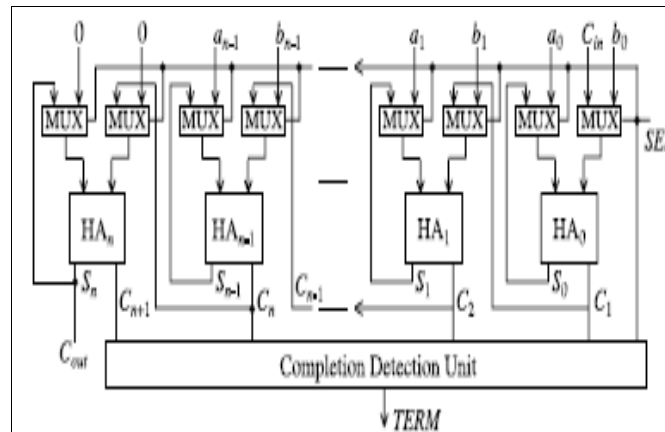 0 0 a_{n-1} b_{n-1} a_1 b_1 a_0 C_{in} b_0
MUX MUX MUX MUX MUX MUX MUX MUX
SE
HA_n HA_{n-1} HA_1 HA_0
S_n S_{n-1} C_{n-1} S_1 S_0
C_{n+1} C_n C_2 C_1
C_{out}
Completion Detection Unit
TERM